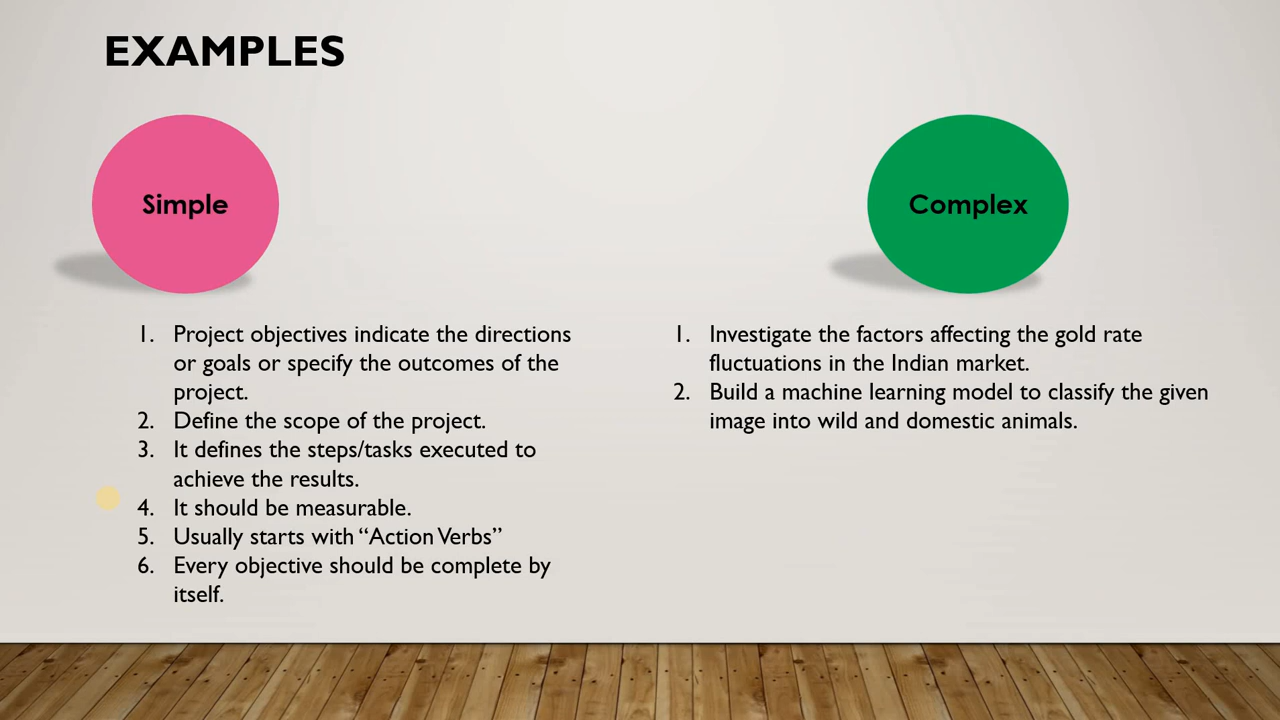 EXAMPLES
Simple
Complex
1. Project objectives indicate the directions
or goals or specify the outcomes of the
project.
2. Define the scope of the project.
3. It defines the steps/tasks executed to
achieve the results.
4. It should be measurable.
5. Usually starts with “Action Verbs”
6. Every objective should be complete by
itself.
1. Investigate the factors affecting the gold rate
fluctuations in the Indian market.
2. Build a machine learning model to classify the given
image into wild and domestic animals.